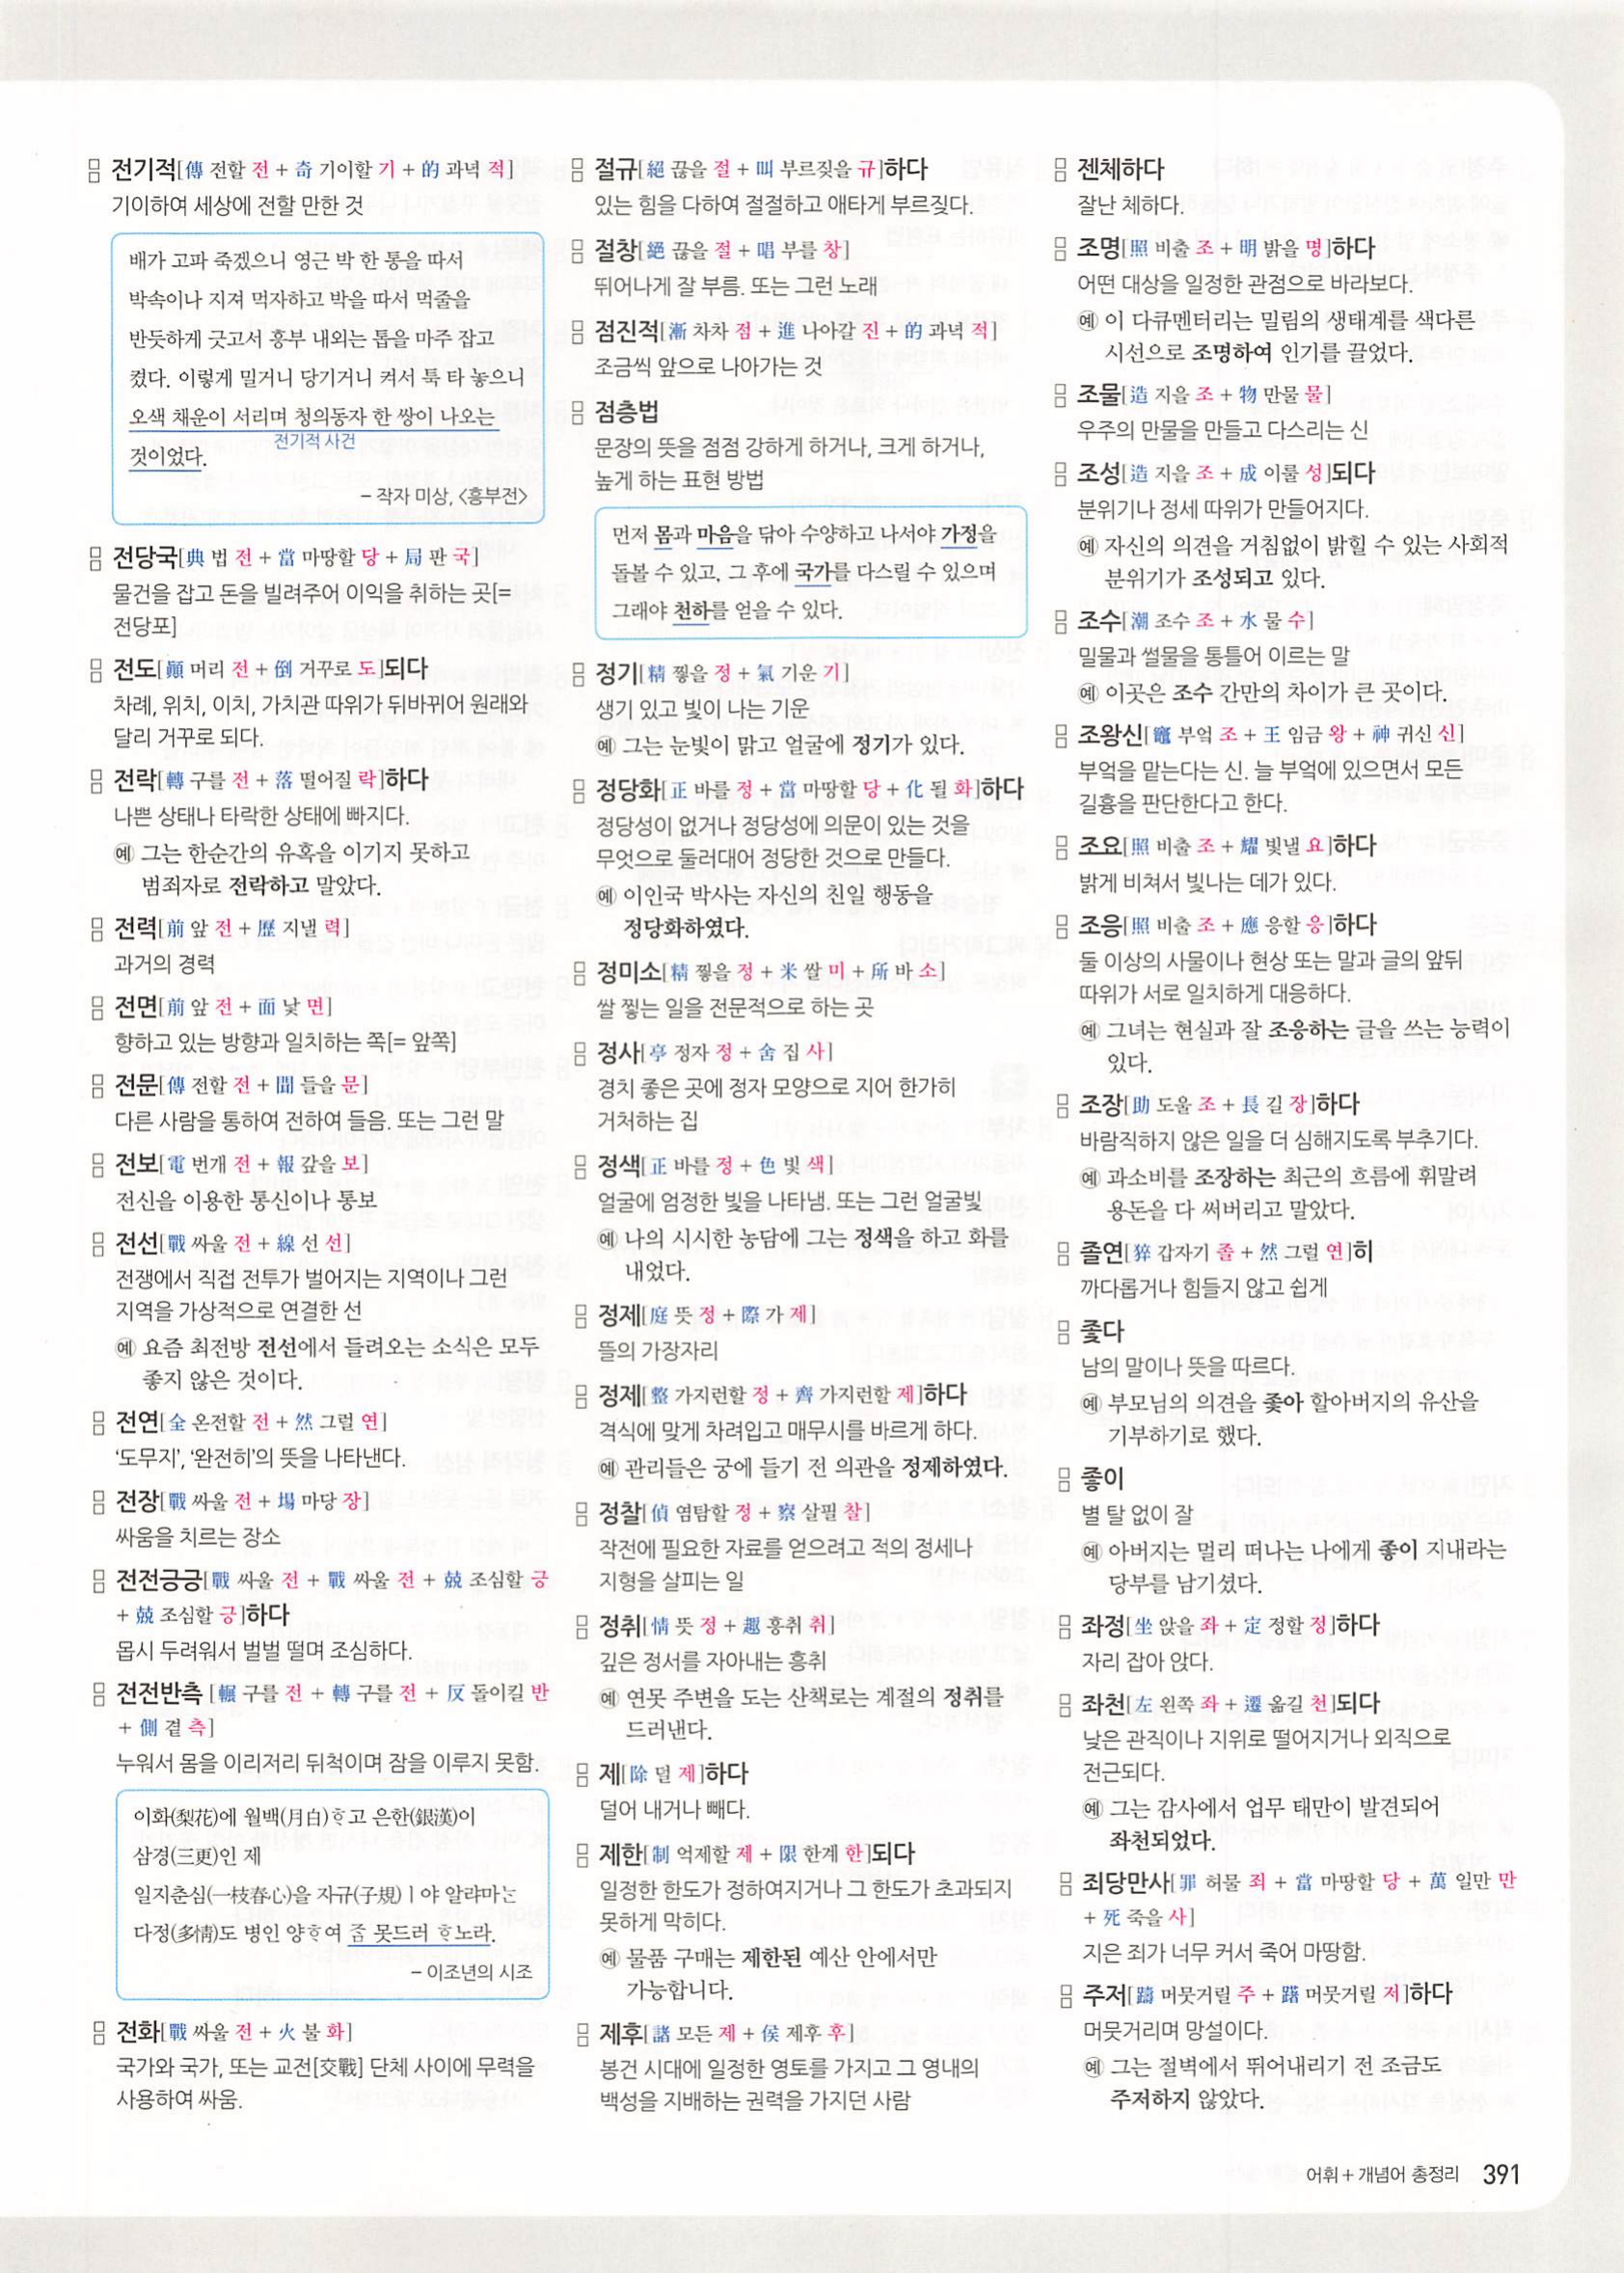 전기적[傳 전할 전 + 奇 기이할 기 + 的 과녁 적]
기이하여 세상에 전할 만한 것
배가 고파 죽겠으니 영근 박 한 통을 따서
박속이나 지져 먹자하고 박을 따서 먹줄을
반듯하게 긋고서 흥부 내외는 톱을 마주 잡고
켰다. 이렇게 밀거니 당기거니 켜서 툭 타 놓으니
오색 채운이 서리며 청의동자 한 쌍이 나오는
전기적 사건
것이었다.
– 작자 미상, <흥부전>
전당국[典 법 전 + 當 마땅할 당 + 局 판 국]
물건을 잡고 돈을 빌려주어 이익을 취하는 곳[=
전당포]
전도[顚 머리 전 + 倒 거꾸로 도]되다
차례, 위치, 이치, 가치관 따위가 뒤바뀌어 원래와
달리 거꾸로 되다.
전락[轉 구를 전 + 落 떨어질 락]하다
나쁜 상태나 타락한 상태에 빠지다.
예 그는 한순간의 유혹을 이기지 못하고
범죄자로 전락하고 말았다.
전력[前 앞 전 + 歷 지낼 력]
과거의 경력
전면[前 앞 전 + 面 낯 면]
향하고 있는 방향과 일치하는 쪽[= 앞쪽]
전문[傳 전할 전 + 聞 들을 문]
다른 사람을 통하여 전하여 들음. 또는 그런 말
전보[電 번개 전 + 報 갚을 보]
전신을 이용한 통신이나 통보
전선[戰 싸울 전 + 線 선 선]
전쟁에서 직접 전투가 벌어지는 지역이나 그런
지역을 가상적으로 연결한 선
예 요즘 최전방 전선에서 들려오는 소식은 모두
좋지 않은 것이다.
전연[全 온전할 전 + 然 그럴 연]
‘도무지’, ‘완전히’의 뜻을 나타낸다.
전장[戰 싸울 전 + 場 마당 장]
싸움을 치르는 장소
전전긍긍[戰 싸울 전 + 戰 싸울 전 + 兢 조심할 긍
+ 兢 조심할 긍]하다
몹시 두려워서 벌벌 떨며 조심하다.
전전반측 [輾 구를 전 + 轉 구를 전 + 反 돌이킬 반
+ 側 곁 측]
누워서 몸을 이리저리 뒤척이며 잠을 이루지 못함.
이화(梨花)에 월백(月白)ᄒᆞ고 은한(銀漢)이
삼경(三更)인 제
일지춘심(一枝春心)을 자규(子規)ㅣ야 알랴마ᄂᆞᆫ
다정(多情)도 병인 양ᄒᆞ여 ᄌᆞᆷ 못드러 ᄒᆞ노라.
– 이조년의 시조
전화[戰 싸울 전 + 火 불 화]
국가와 국가, 또는 교전[交戰] 단체 사이에 무력을
사용하여 싸움.
절규[絕 끊을 절 + 叫 부르짖을 규]하다
있는 힘을 다하여 절절하고 애타게 부르짖다.
절창[絕 끊을 절 + 唱 부를 창]
뛰어나게 잘 부름. 또는 그런 노래
점진적[漸 차차 점 + 進 나아갈 진 + 的 과녁 적]
조금씩 앞으로 나아가는 것
점층법
문장의 뜻을 점점 강하게 하거나, 크게 하거나,
높게 하는 표현 방법
먼저 몸과 마음을 닦아 수양하고 나서야 가정을
돌볼 수 있고, 그 후에 국가를 다스릴 수 있으며
그래야 천하를 얻을 수 있다.
정기[精 찧을 정 + 氣 기운 기]
생기 있고 빛이 나는 기운
예 그는 눈빛이 맑고 얼굴에 정기가 있다.
정당화[正 바를 정 + 當 마땅할 당 + 化 될 화]하다
정당성이 없거나 정당성에 의문이 있는 것을
무엇으로 둘러대어 정당한 것으로 만들다.
예 이인국 박사는 자신의 친일 행동을
정당화하였다.
정미소[精 찧을 정 + 米 쌀 미 + 所 바 소]
쌀 찧는 일을 전문적으로 하는 곳
정사[亭 정자 정 + 舍 집 사]
경치 좋은 곳에 정자 모양으로 지어 한가히
거처하는 집
정색[正 바를 정 + 色 빛 색]
얼굴에 엄정한 빛을 나타냄. 또는 그런 얼굴빛
예 나의 시시한 농담에 그는 정색을 하고 화를
내었다.
정제[庭 뜻 정 + 際 가 제]
뜰의 가장자리
정제[整 가지런할 정 + 齊 가지런할 제]하다
격식에 맞게 차려입고 매무시를 바르게 하다.
예 관리들은 궁에 들기 전 의관을 정제하였다.
정찰[偵 염탐할 정 + 察 살필 찰]
작전에 필요한 자료를 얻으려고 적의 정세나
지형을 살피는 일
정취[情 뜻 정 + 趣 흥취 취]
깊은 정서를 자아내는 흥취
예 연못 주변을 도는 산책로는 계절의 정취를
드러낸다.
제[除 덜 제]하다
덜어 내거나 빼다.
제한[制 억제할 제 + 限 한계 한]되다
일정한 한도가 정하여지거나 그 한도가 초과되지
못하게 막히다.
예 물품 구매는 제한된 예산 안에서만
가능합니다.
제후[諸 모든 제 + 侯 제후 후]
봉건 시대에 일정한 영토를 가지고 그 영내의
백성을 지배하는 권력을 가지던 사람
젠체하다
잘난 체하다.
조명[照 비출 조 + 明 밝을 명]하다
어떤 대상을 일정한 관점으로 바라보다.
예 이 다큐멘터리는 밀림의 생태계를 색다른
시선으로 조명하여 인기를 끌었다.
조물[造 지을 조 + 物 만물 물]
우주의 만물을 만들고 다스리는 신
조성[造 지을 조 + 成 이룰 성]되다
분위기나 정세 따위가 만들어지다.
예 자신의 의견을 거침없이 밝힐 수 있는 사회적
분위기가 조성되고 있다.
조수[潮 조수 조 + 水 물 수]
밀물과 썰물을 통틀어 이르는 말
예 이곳은 조수 간만의 차이가 큰 곳이다.
조왕신[竈 부엌 조 + 王 임금 왕 + 神 귀신 신]
부엌을 맡는다는 신. 늘 부엌에 있으면서 모든
길흉을 판단한다고 한다.
조요[照 비출 조 + 耀 빛낼 요]하다
밝게 비쳐서 빛나는 데가 있다.
조응[照 비출 조 + 應 응할 응]하다
둘 이상의 사물이나 현상 또는 말과 글의 앞뒤
따위가 서로 일치하게 대응하다.
예 그녀는 현실과 잘 조응하는 글을 쓰는 능력이
있다.
조장[助 도울 조 + 長 길 장]하다
바람직하지 않은 일을 더 심해지도록 부추기다.
예 과소비를 조장하는 최근의 흐름에 휘말려
용돈을 다 써버리고 말았다.
졸연[猝 갑자기 졸 + 然 그럴 연]히
까다롭거나 힘들지 않고 쉽게
좇다
남의 말이나 뜻을 따르다.
예 부모님의 의견을 좇아 할아버지의 유산을
기부하기로 했다.
좋이
별 탈 없이 잘
예 아버지는 멀리 떠나는 나에게 좋이 지내라는
당부를 남기셨다.
좌정[坐 앉을 좌 + 定 정할 정]하다
자리 잡아 앉다.
좌천[左 왼쪽 좌 + 遷 옮길 천]되다
낮은 관직이나 지위로 떨어지거나 외직으로
전근되다.
예 그는 감사에서 업무 태만이 발견되어
좌천되었다.
죄당만사[罪 허물 죄 + 當 마땅할 당 + 萬 일만 만
+ 死 죽을 사]
지은 죄가 너무 커서 죽어 마땅함.
주저[躊 머뭇거릴 주 + 躇 머뭇거릴 저]하다
머뭇거리며 망설이다.
예 그는 절벽에서 뛰어내리기 전 조금도
주저하지 않았다.
어휘 + 개념어 총정리 391